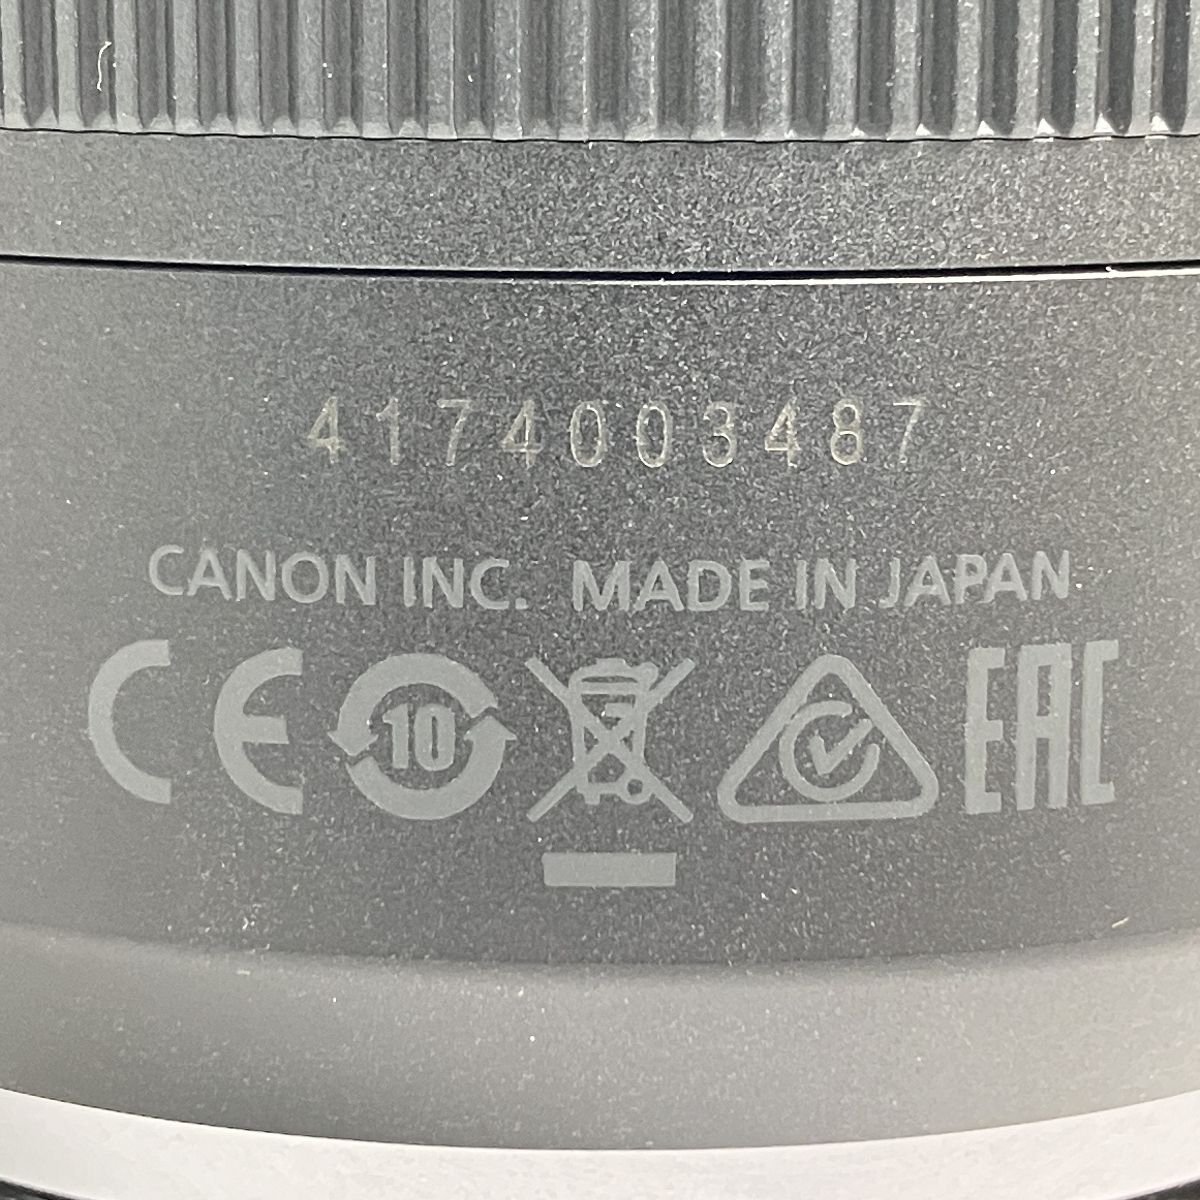 4174003487
CANON INC. MADE IN JAPAN
CE 10 EAC